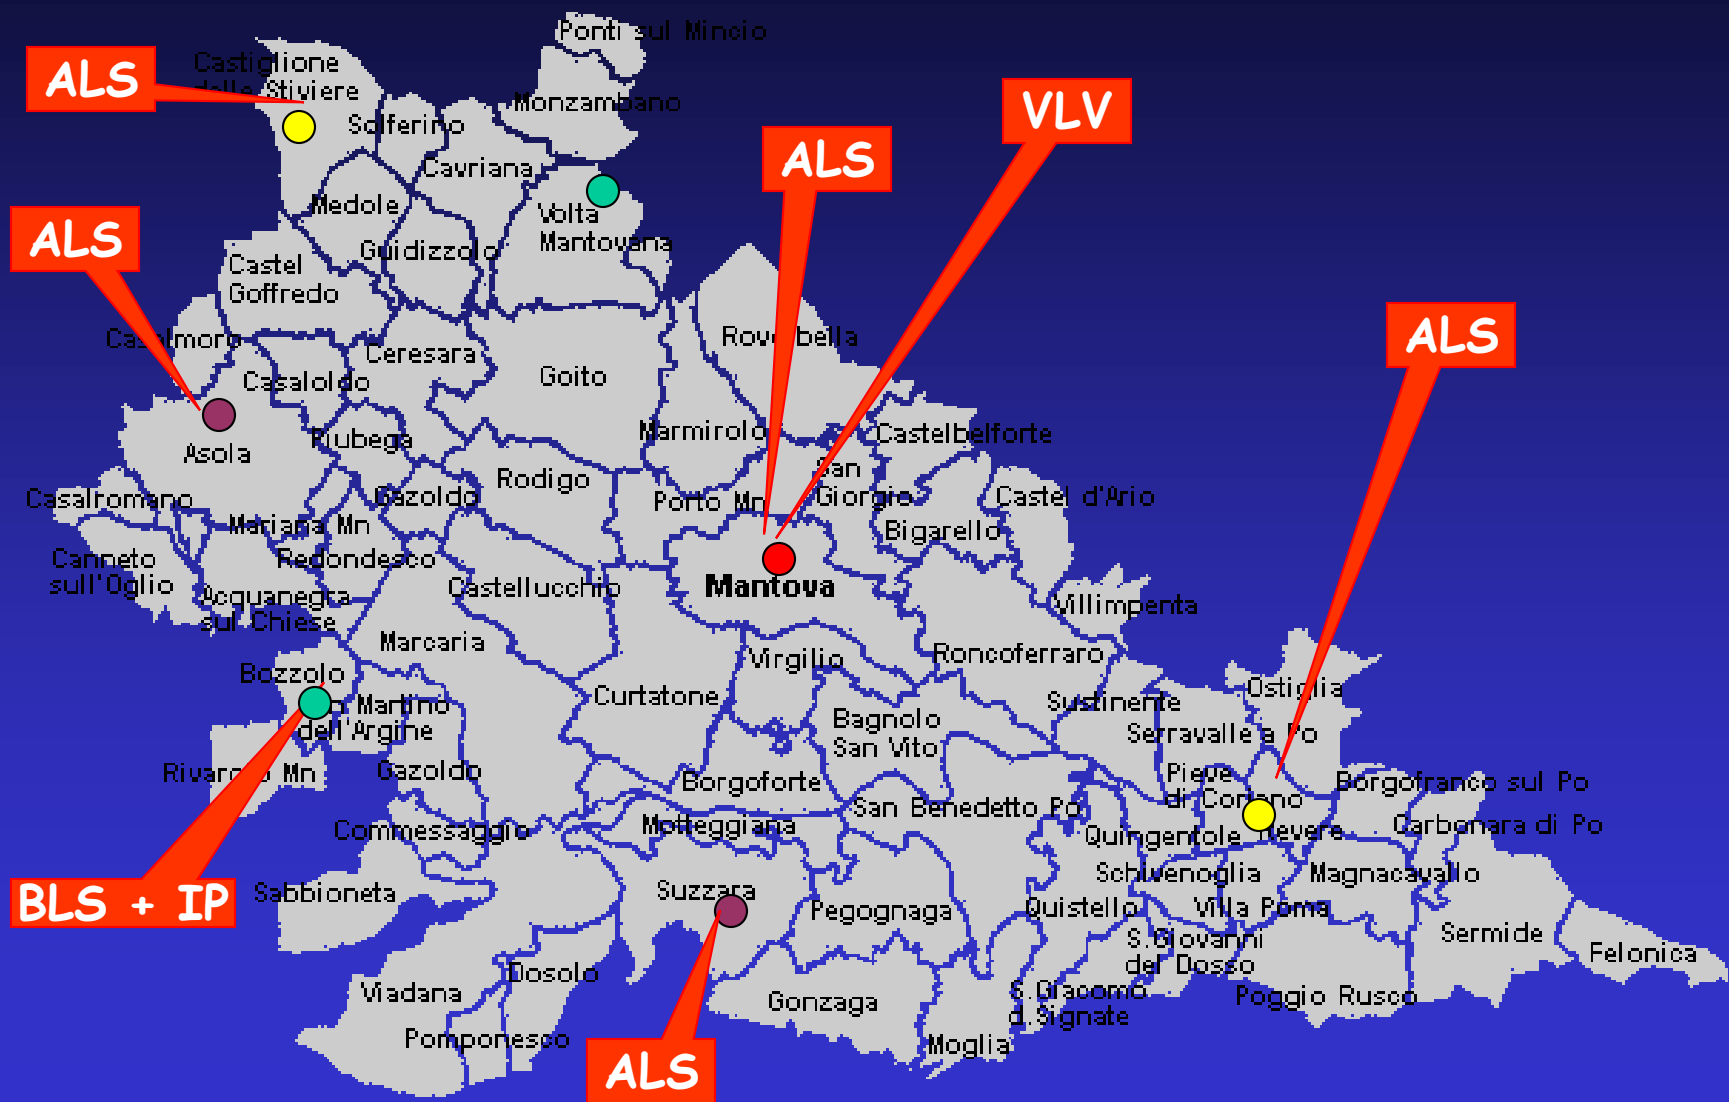 Ponti sul Mincio
Castiglione
delle Stiviere
ALS
Monzambano
VLV
Solferino
ALS
Cavriana
Medole
Volta
Mantovana
ALS
Guidizzolo
Castel
Goffredo
ALS
Casalmoro
Roverbella
Ceresara
Goito
Casaloldo
Marmirolo
Castelbelforte
Piubega
Asola
San
Giorgio
Rodigo
Casalromano
Gazoldo
Porto Mn
Castel d'Ario
Mariana Mn
Bigarello
Canneto
sull'Oglio
Redondesco
Castellucchio
Mantova
Acquanegra
sul Chiese
Villimpenta
Marcaria
Virgilio
Roncoferraro
Bozzolo
Curtatone
Ostiglia
San Martino
dell'Argine
Sustinente
Bagnolo
San Vito
Serravalle a Po
Rivarolo Mn
Gazoldo
Pieve
di Coriano
Borgoforte
Borgofranco sul Po
San Benedetto Po
Commessaggio
Motteggiana
Quingentole
Revere
Carbonara di Po
Schivenoglia
Magnacavallo
Sabbioneta
Suzzara
BLS + IP
Pegognaga
Quistello
Villa Poma
Sermide
S.Giovanni
del Dosso
Felonica
Dosolo
Viadana
Gonzaga
S.Giacomo
d.Signate
Poggio Rusco
Pomponesco
Moglia
ALS